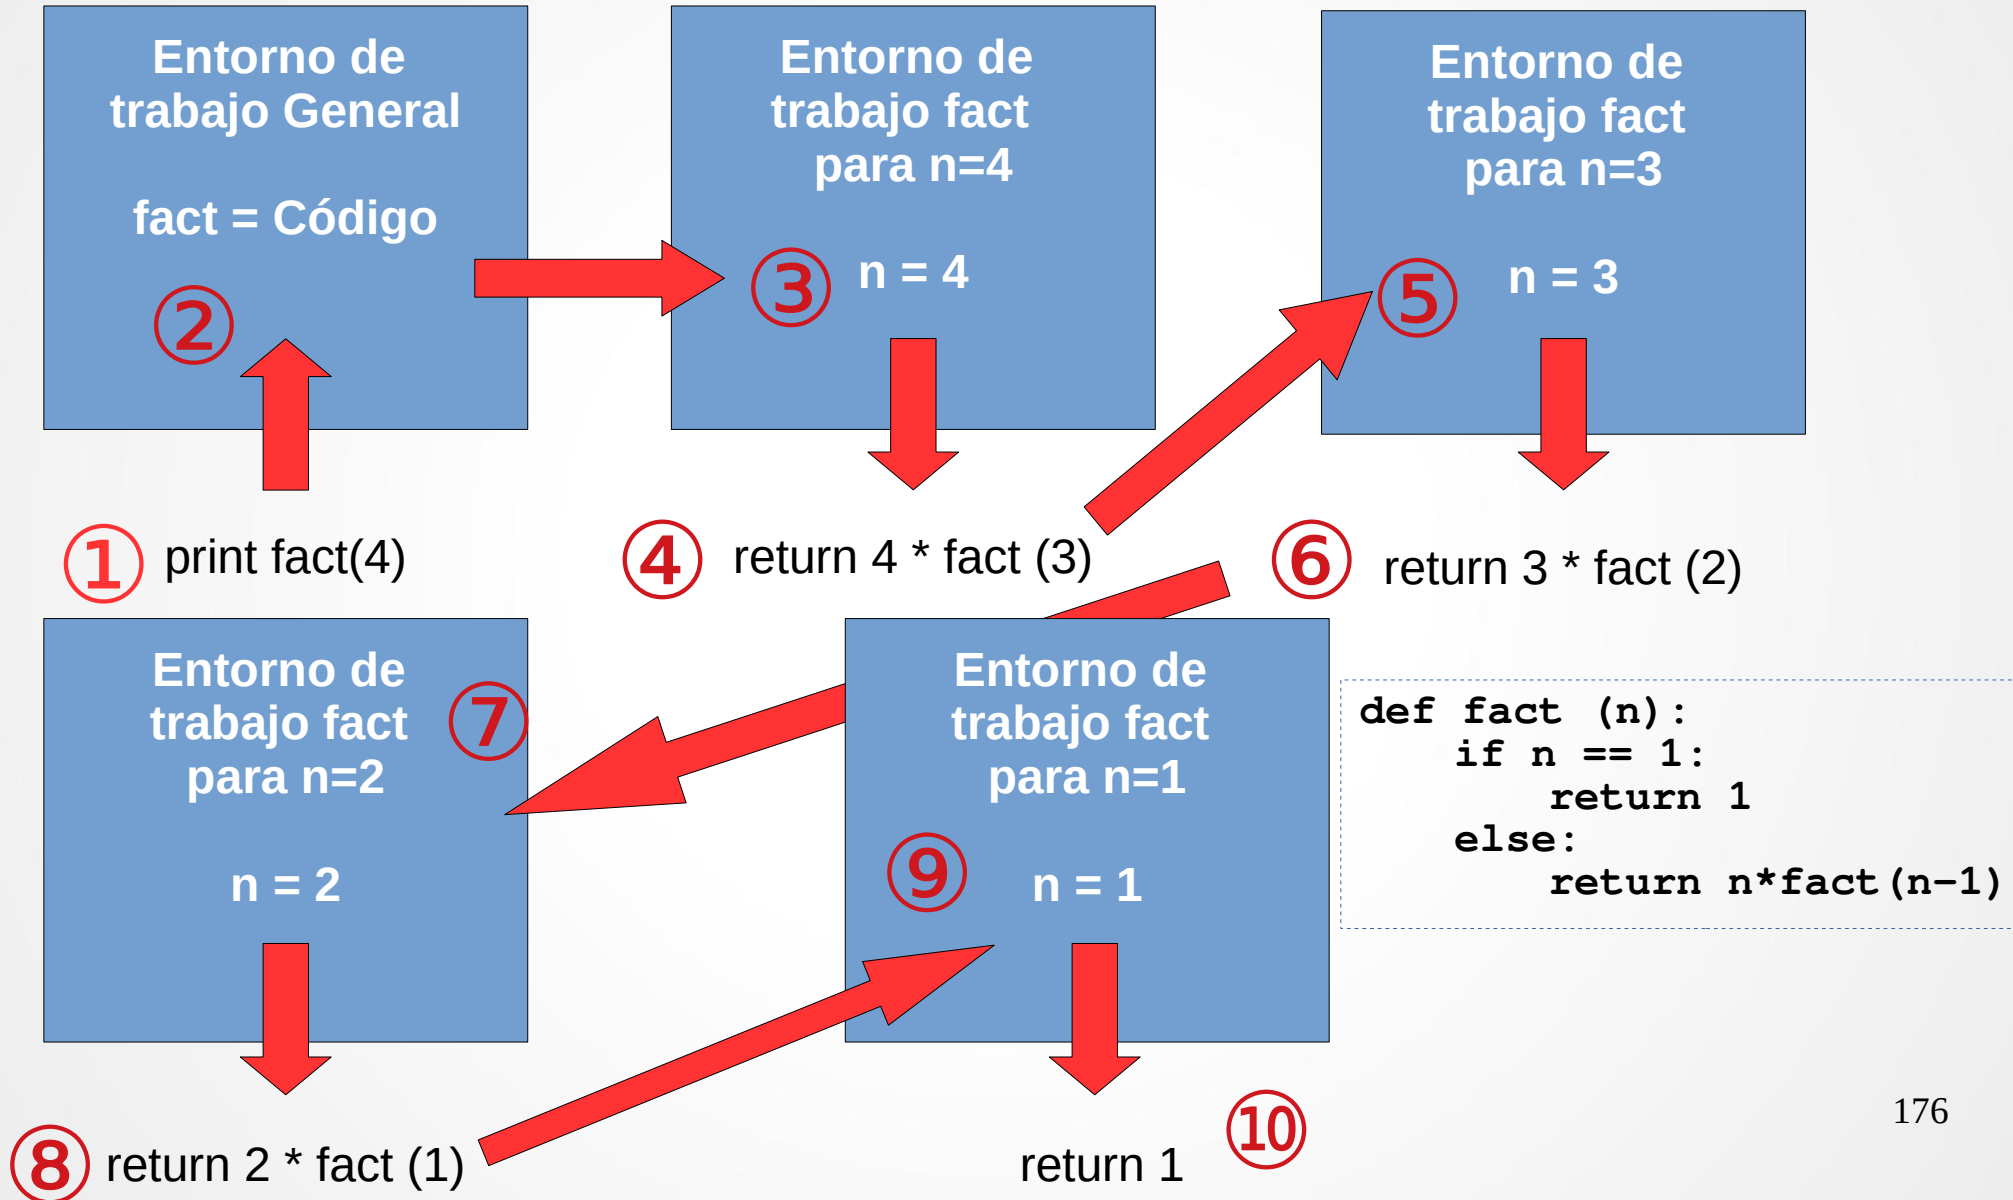 Entorno de
trabajo General
fact = Código
②
① print fact(4)
Entorno de
trabajo fact
para n=4
③ n = 4
④ return 4 * fact (3)
Entorno de
trabajo fact
para n=3
⑤ n = 3
⑥ return 3 * fact (2)
Entorno de
trabajo fact ⑦
para n=2
n = 2
⑧ return 2 * fact (1)
Entorno de
trabajo fact
para n=1
⑨ n = 1
return 1 ⑩
def fact (n):
    if n == 1:
        return 1
    else:
        return n*fact(n-1)
176